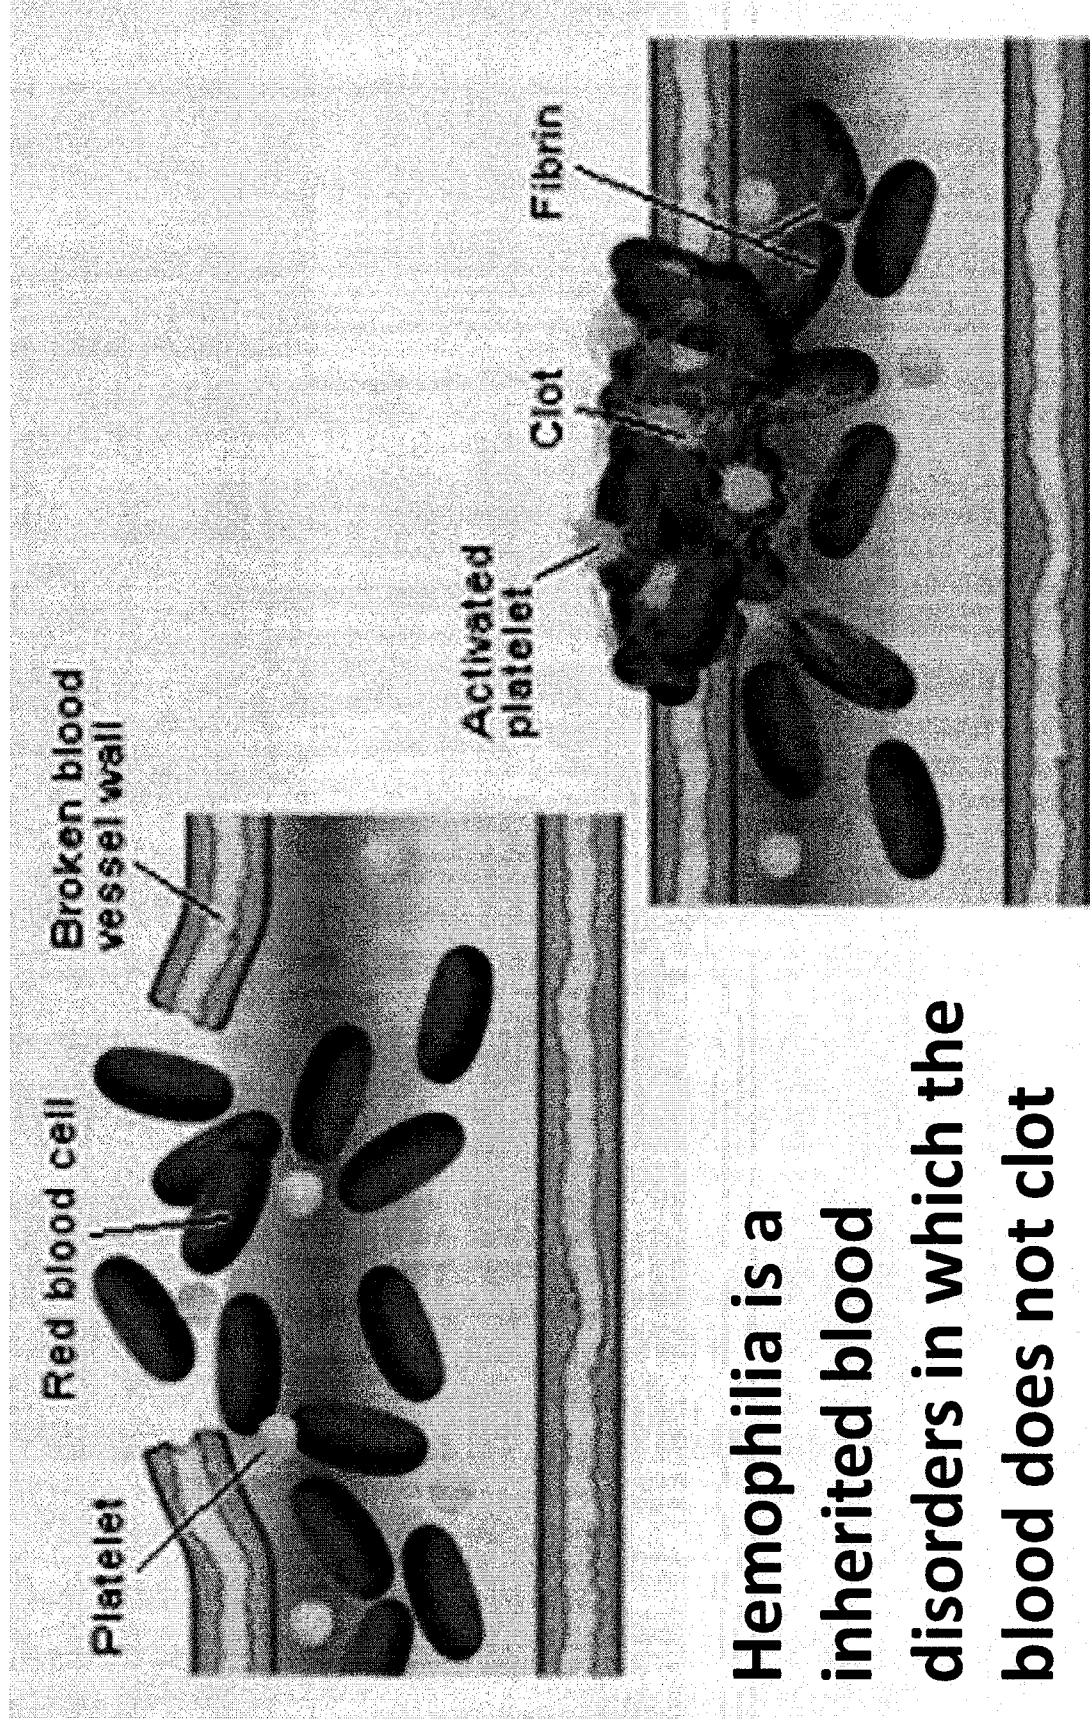 Platelet
Red blood cell
Broken blood
vessel wall
Activated
platelet
Clot
Fibrin
Hemophilia is a
inherited blood
disorders in which the
blood does not clot